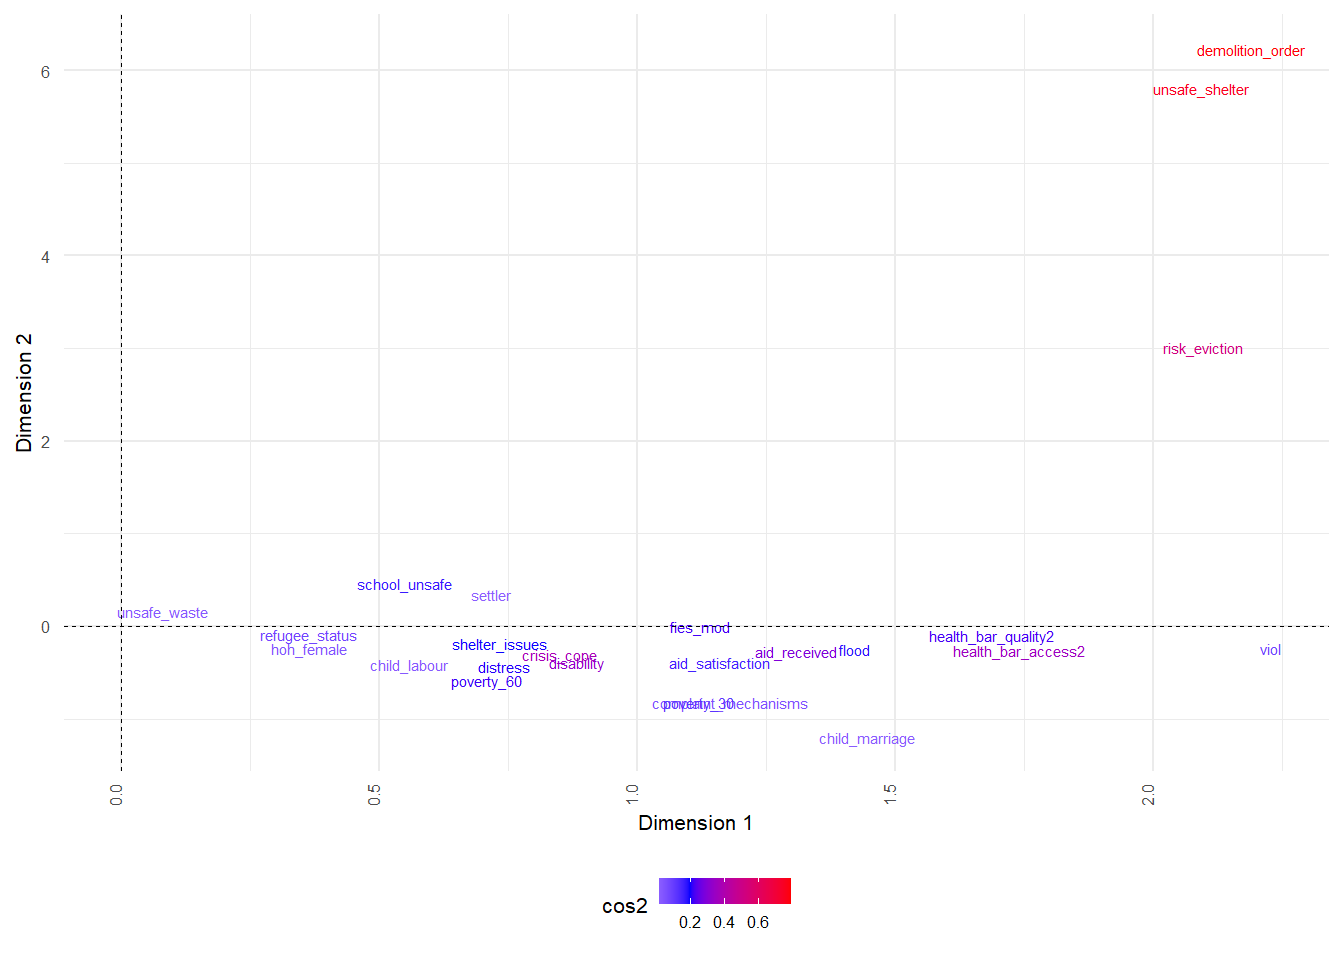 demolition_order
6
unsafe_shelter
4
risk_eviction
Dimension 2
2
school_unsafe
settler
unsafe_waste
0
fies_mod
refugee_status
health_bar_quality2
shelter_issues
hoh_female
viol
flood
aid_received
health_bar_access2
crisis_cope
disability
aid_satisfaction
child_labour
distress
poverty_60
complaint_mechanisms
poverty_30
child_marriage
0.0
0.5
1.0
1.5
2.0
Dimension 1
cos2
0.2 0.4 0.6